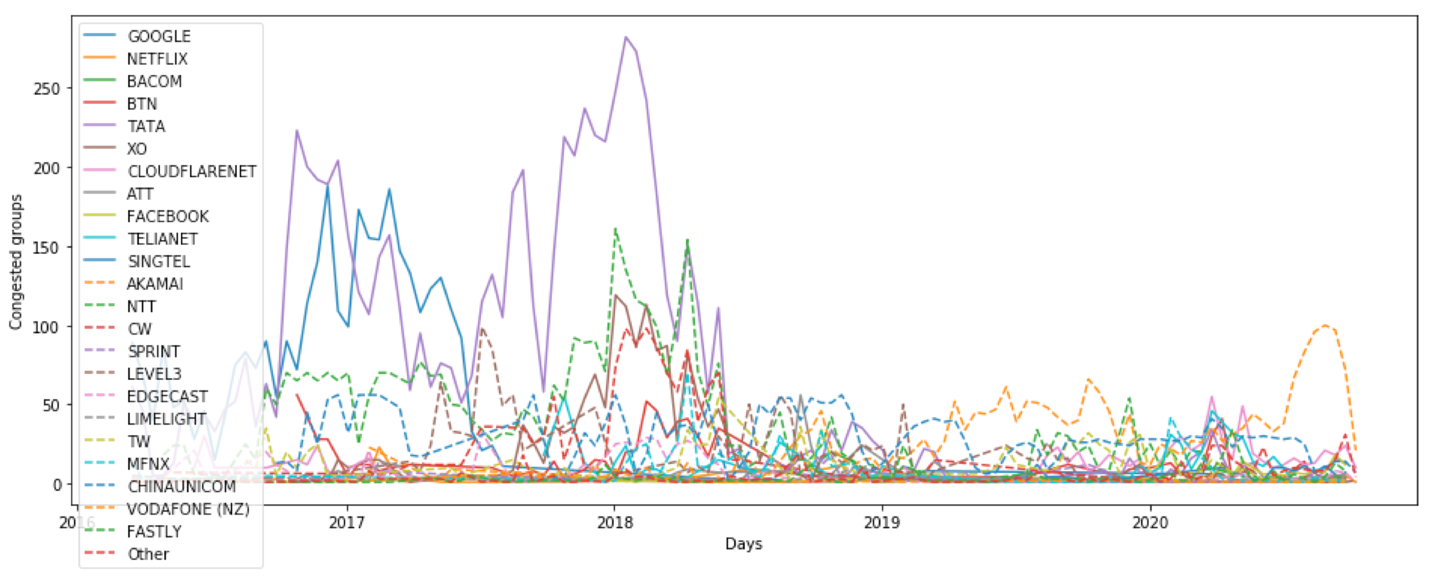 GOOGLE
NETFLIX
BACOM
BTN
TATA
XO
CLOUDFLARENET
ATT
FACEBOOK
TELIANET
SINGTEL
AKAMAI
NTT
CW
SPRINT
LEVEL3
EDGECAST
LIMELIGHT
TW
MFNX
CHINAUNICOM
VODAFONE (NZ)
FASTLY
Other
Congested groups
250
200
150
100
50
0
2016 2017 2018 2019 2020
Days